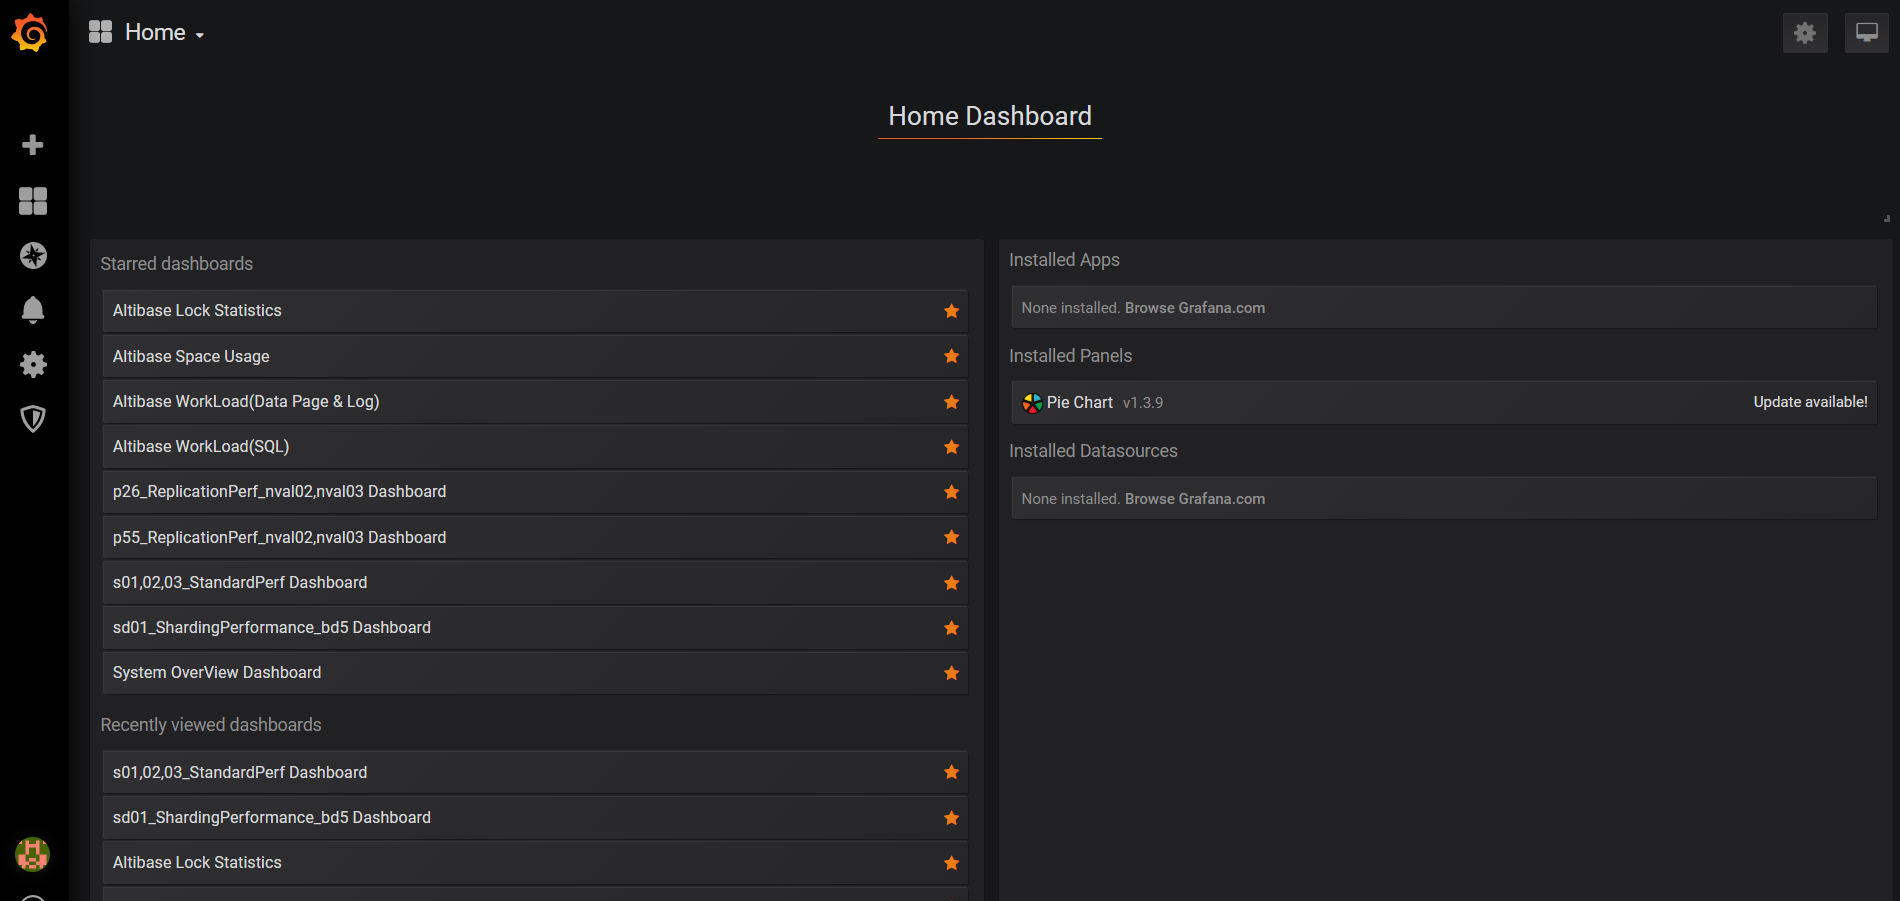 Home
Home Dashboard
Starred dashboards
Altibase Lock Statistics
Altibase Space Usage
Altibase WorkLoad(Data Page & Log)
Altibase WorkLoad(SQL)
p26_ReplicationPerf_nval02,nval03 Dashboard
p55_ReplicationPerf_nval02,nval03 Dashboard
s01,02,03_StandardPerf Dashboard
sd01_ShardingPerformance_bd5 Dashboard
System OverView Dashboard
Recently viewed dashboards
s01,02,03_StandardPerf Dashboard
sd01_ShardingPerformance_bd5 Dashboard
Altibase Lock Statistics
Installed Apps
None installed. Browse Grafana.com
Installed Panels
Pie Chart v1.3.9 Update available!
Installed Datasources
None installed. Browse Grafana.com